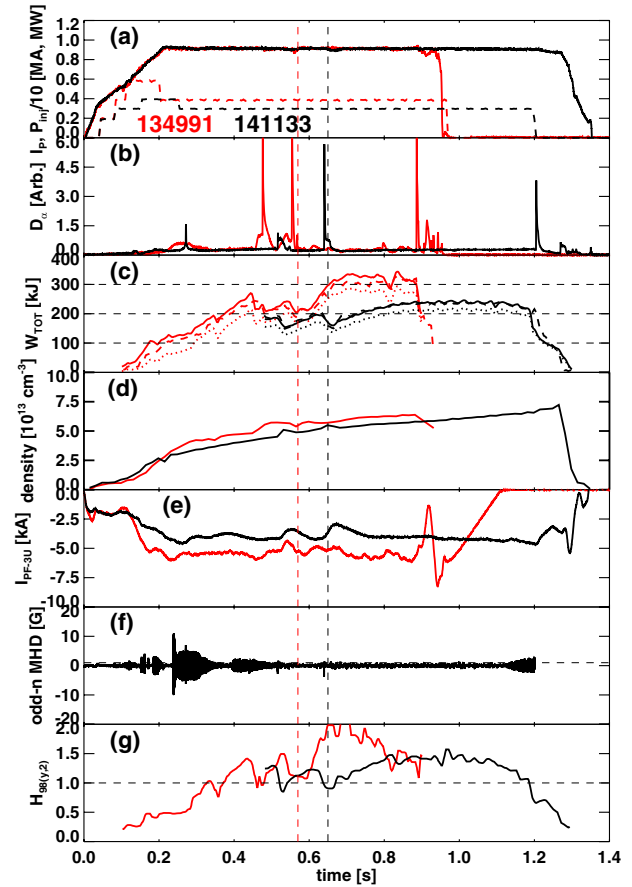 (a)
I_P, P_inj/10 [MA, MW]
1.2
1.0
0.8
0.6
0.4
0.2
0.0
134991
141133
(b)
D_α [Arb.]
6.0
4.5
3.0
1.5
0.0
(c)
W_TOT [kJ]
400
300
200
100
0
(d)
density [10^13 cm^-3]
10.0
7.5
5.0
2.5
0.0
(e)
I_PF-3U [kA]
0.0
-2.5
-5.0
-7.5
-10.0
(f)
odd-n MHD [G]
20
10
0
-10
-20
(g)
H_98(y,2)
2.0
1.5
1.0
0.5
0.0
0.0 0.2 0.4 0.6 0.8 1.0 1.2 1.4
time [s]